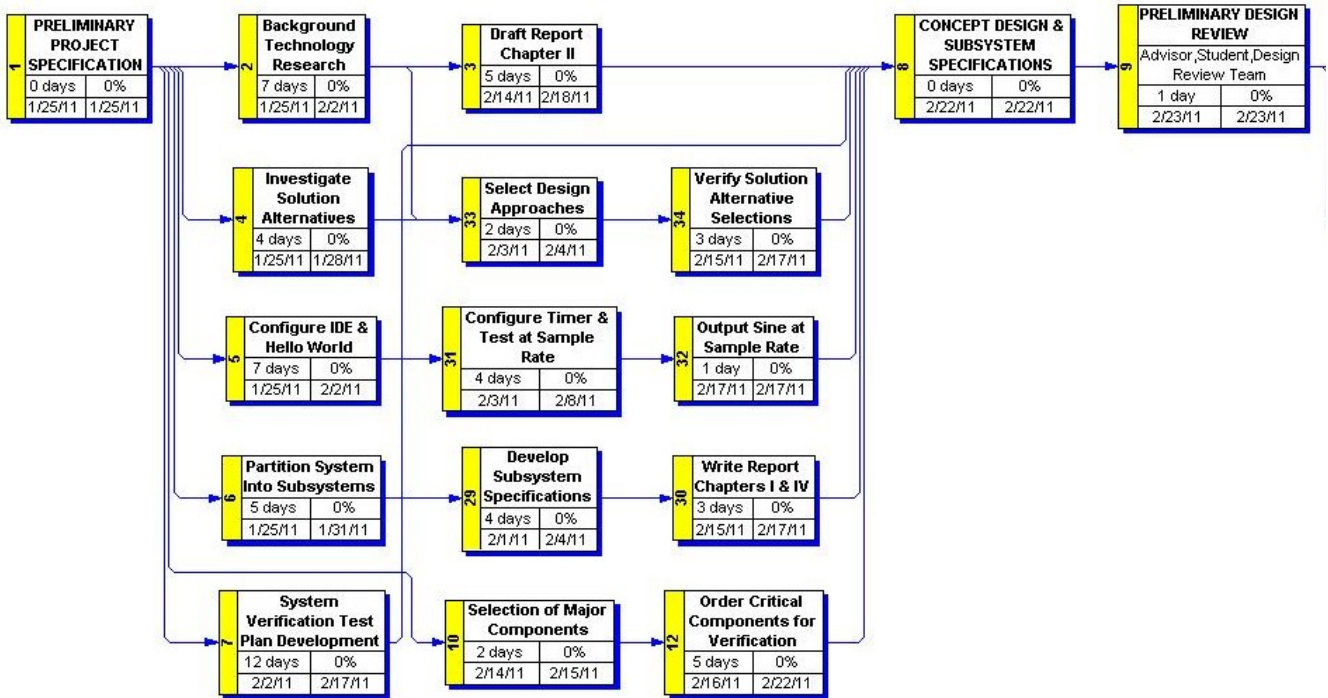 1
PRELIMINARY
PROJECT
SPECIFICATION
0 days 0%
1/25/11 1/25/11
2
Background
Technology
Research
7 days 0%
1/25/11 2/2/11
3
Draft Report
Chapter II
5 days 0%
2/14/11 2/18/11
8
CONCEPT DESIGN &
SUBSYSTEM
SPECIFICATIONS
0 days 0%
2/22/11 2/22/11
9
PRELIMINARY DESIGN
REVIEW
Advisor,Student,Design
Review Team
1 day 0%
2/23/11 2/23/11
4
Investigate
Solution
Alternatives
4 days 0%
1/25/11 1/28/11
33
Select Design
Approaches
2 days 0%
2/3/11 2/4/11
34
Verify Solution
Alternative
Selections
3 days 0%
2/15/11 2/17/11
5
Configure IDE &
Hello World
7 days 0%
1/25/11 2/2/11
31
Configure Timer &
Test at Sample
Rate
4 days 0%
2/3/11 2/8/11
32
Output Sine at
Sample Rate
1 day 0%
2/17/11 2/17/11
6
Partition System
Into Subsystems
5 days 0%
1/25/11 1/31/11
29
Develop
Subsystem
Specifications
4 days 0%
2/1/11 2/4/11
30
Write Report
Chapters I & IV
3 days 0%
2/15/11 2/17/11
7
System
Verification Test
Plan Development
12 days 0%
2/2/11 2/17/11
10
Selection of Major
Components
2 days 0%
2/14/11 2/15/11
12
Order Critical
Components for
Verification
5 days 0%
2/16/11 2/22/11